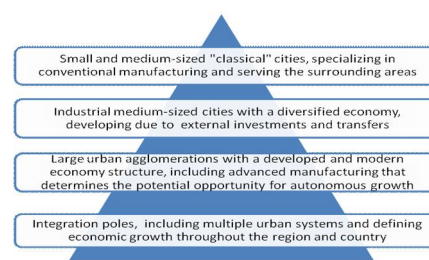 Small and medium-sized "classical" cities, specializing in
conventional manufacturing and serving the surrounding areas
Industrial medium-sized cities with a diversified economy,
developing due to external investments and transfers
Large urban agglomerations with a developed and modern
economy structure, including advanced manufacturing that
determines the potential opportunity for autonomous growth
Integration poles, including multiple urban systems and defining
economic growth throughout the region and country